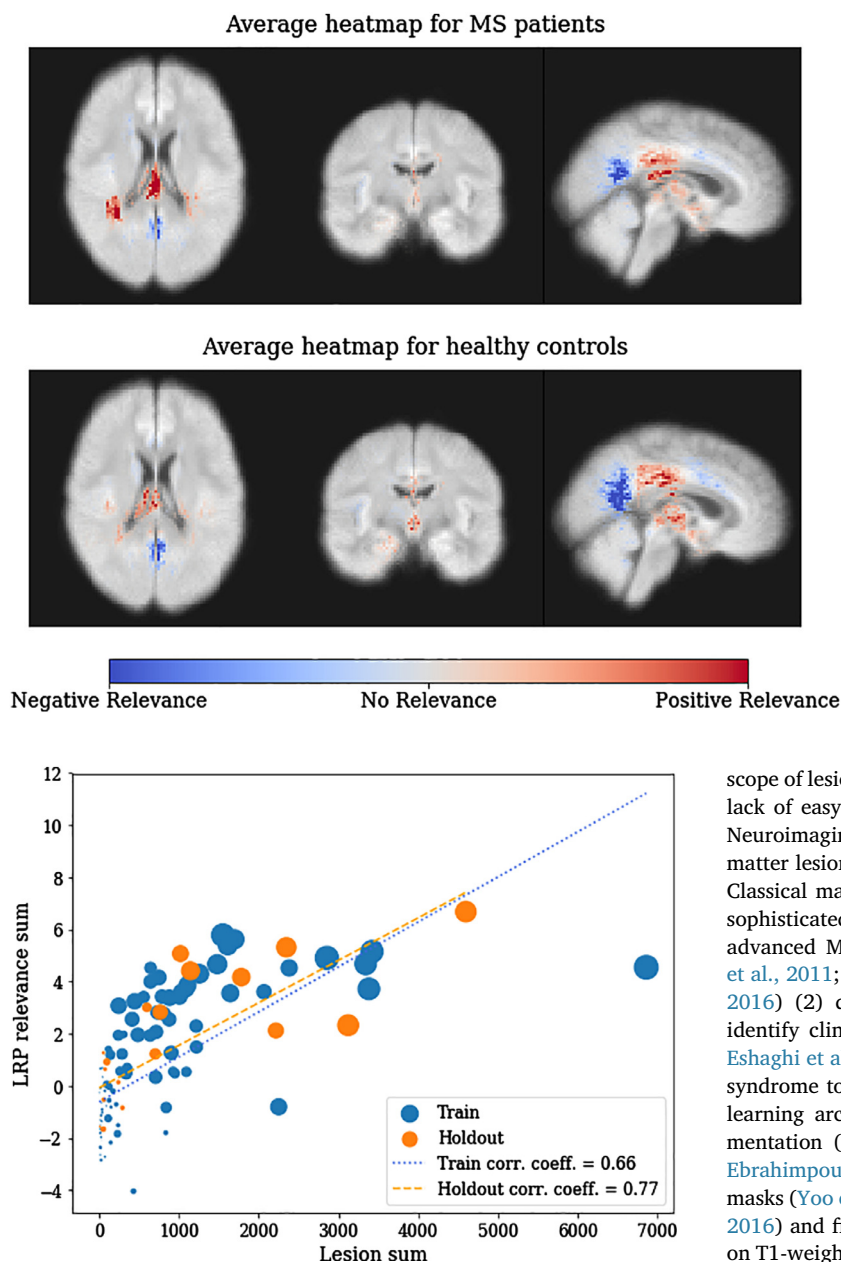 Average heatmap for MS patients
Average heatmap for healthy controls
Negative Relevance No Relevance Positive Relevance
12
10
8
6
4
2
0
−2
−4
LRP relevance sum
0 1000 2000 3000 4000 5000 6000 7000
Lesion sum
Train
Holdout
Train corr. coeff. = 0.66
Holdout corr. coeff. = 0.77
scope of lesio
lack of easy
Neuroimagin
matter lesion
Classical ma
sophisticated
advanced M
et al., 2011;
2016) (2) c
identify clin
Eshaghi et a
syndrome to
learning arc
mentation (
Ebrahimpou
masks (Yoo e
2016) and fi
on T1-weigh